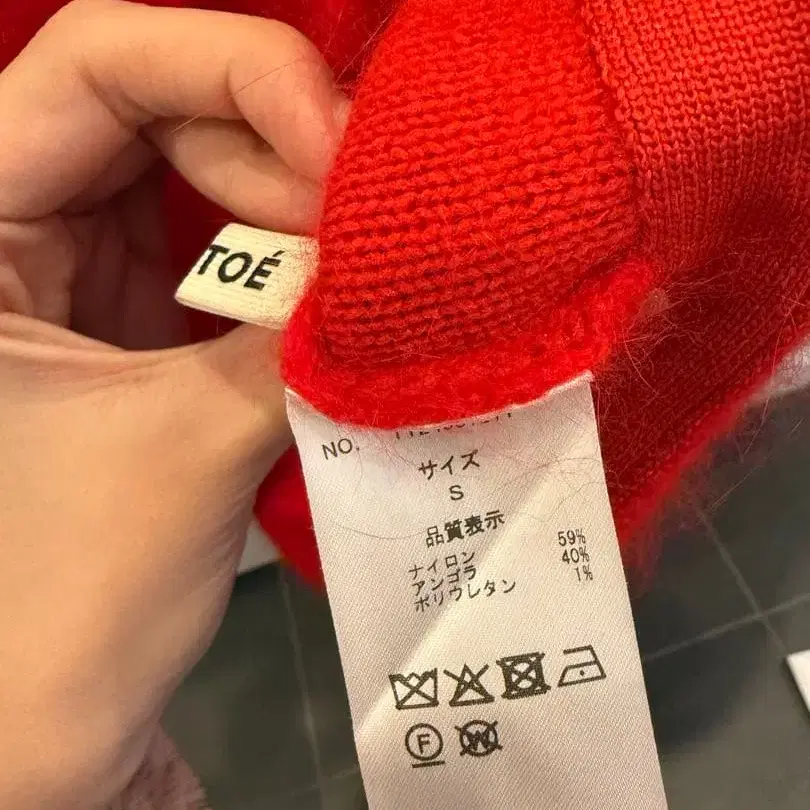 TOÉ
NO.
サイズ
S
品質表示
ナイロン 59%
アンゴラ 40%
ポリウレタン 1%
F
W